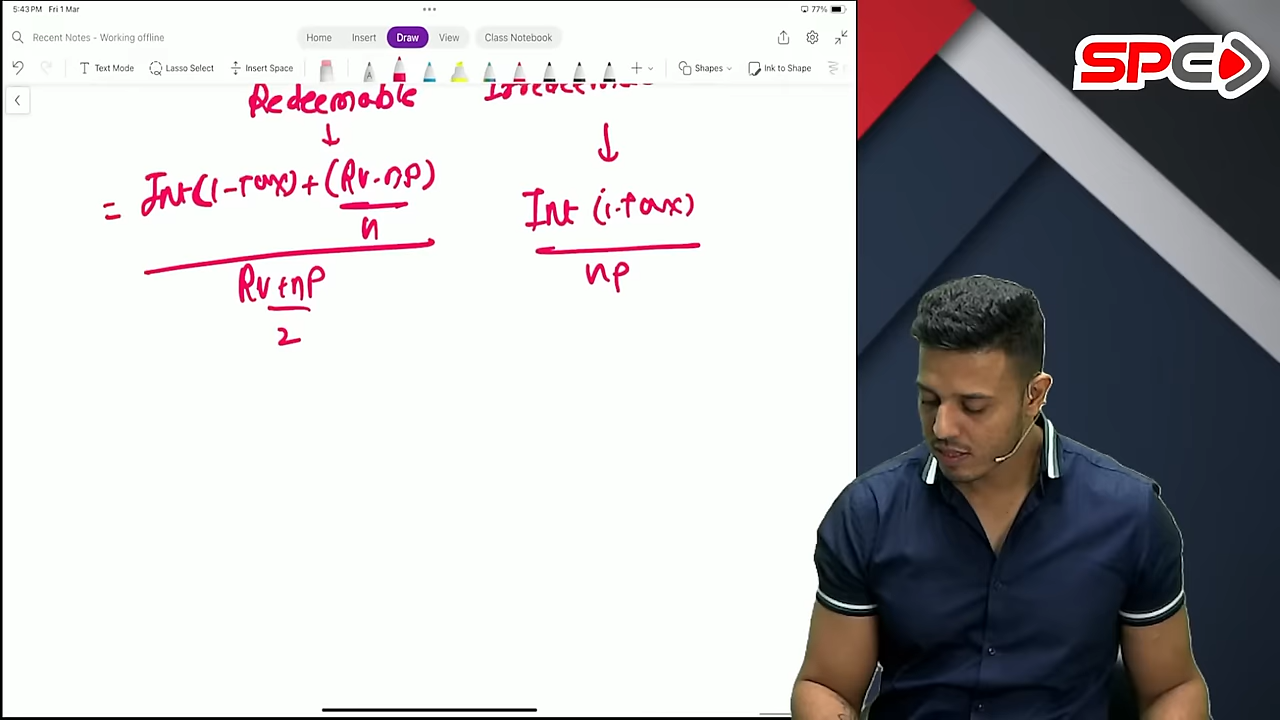 5:43 PM Fri 1 Mar
77%
Recent Notes - Working offline
Home Insert Draw View Class Notebook
Text Mode Lasso Select Insert Space Shapes Ink to Shape
SPC
Redeemable
↓ ↓
= Int(1-Tax) + (Rv-np) Int (1-Tax)
n np
Rv+np
2